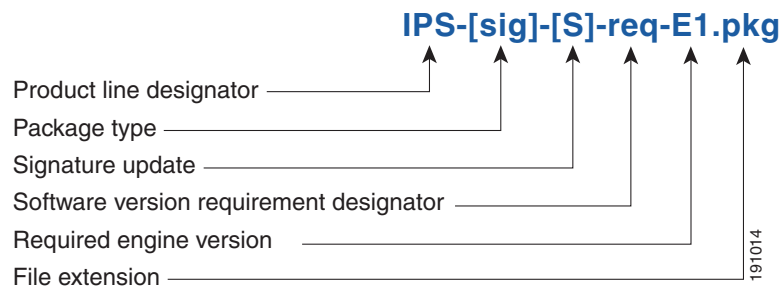 IPS-[sig]-[S]-req-E1.pkg
Product line designator
Package type
Signature update
Software version requirement designator
Required engine version
File extension
191014